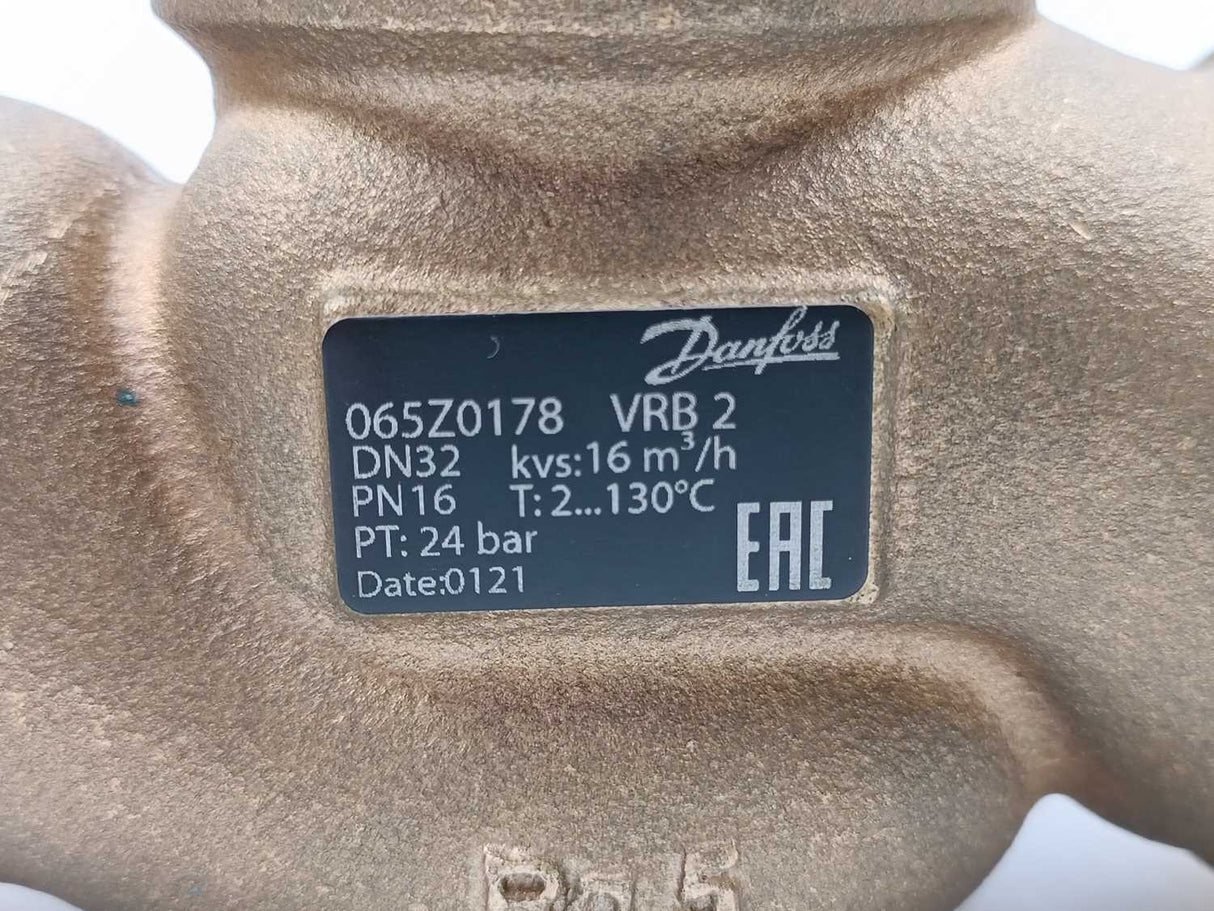 Danfoss
065Z0178 VRB 2
DN32 kvs:16 m³/h
PN16 T: 2...130°C
PT: 24 bar
EAC
Date:0121